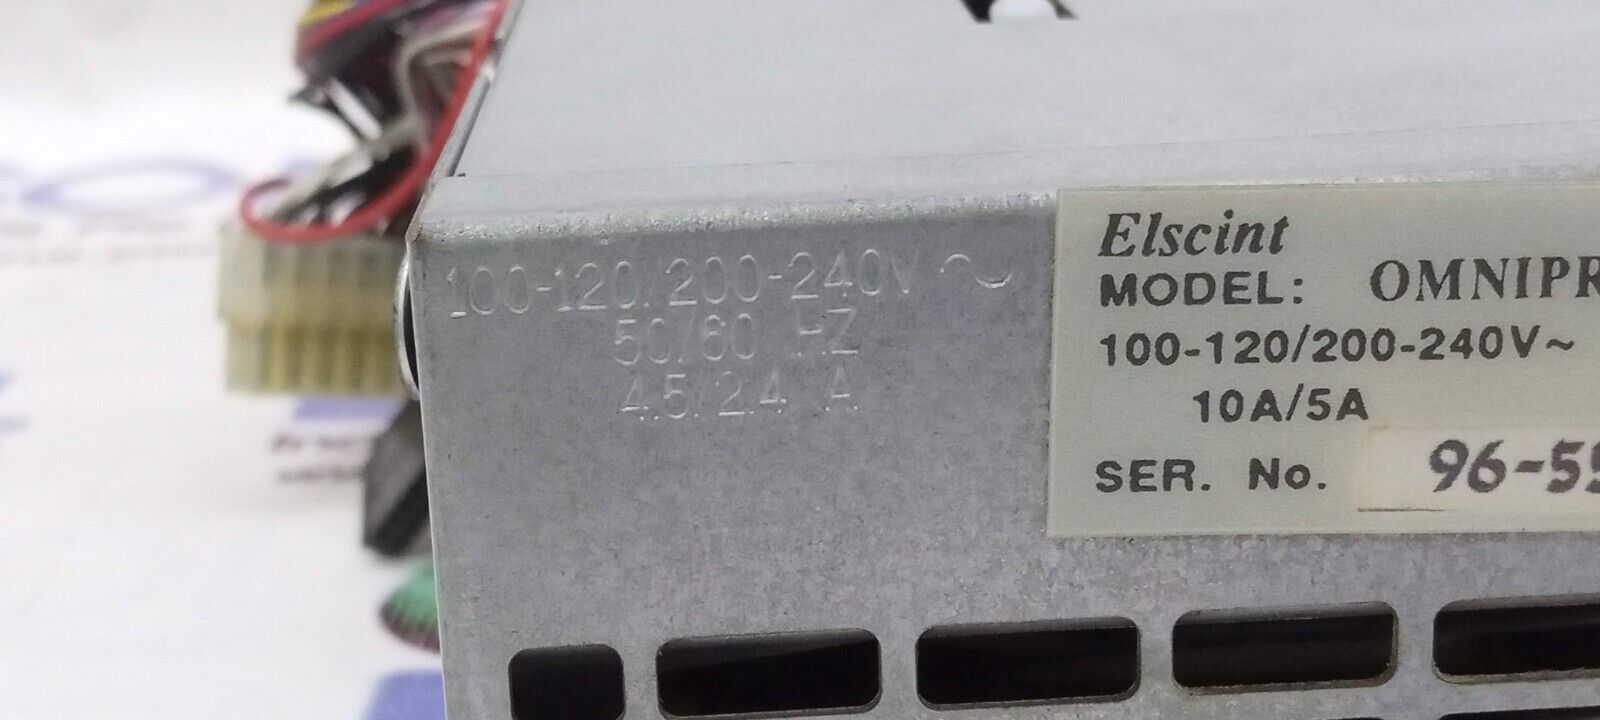 100-120/200-240V ~
50/60 HZ
4.5/2.4 A
Elscint
MODEL: OMNIPR
100-120/200-240V~
10A/5A
SER. No. 96-55